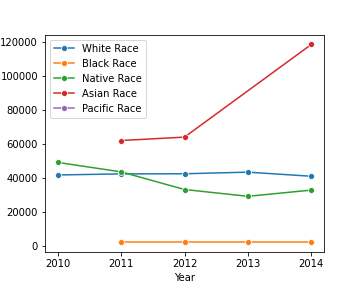 120000
100000
80000
60000
40000
20000
0
White Race
Black Race
Native Race
Asian Race
Pacific Race
2010 2011 2012 2013 2014
Year